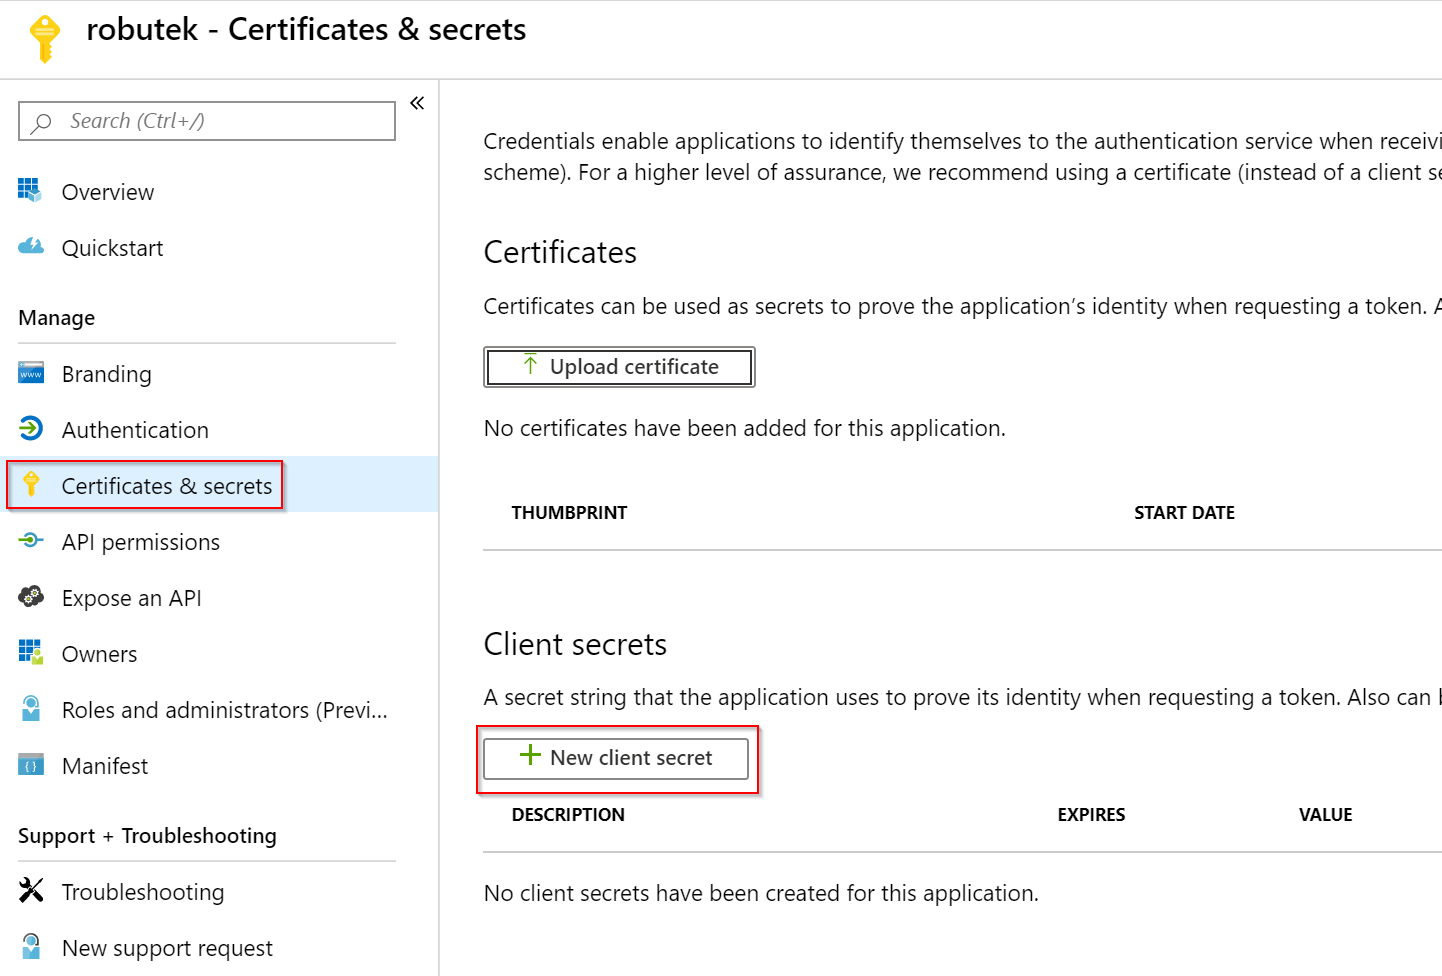 robutek - Certificates & secrets
Search (Ctrl+/)
Overview
Quickstart
Manage
Branding
www
Authentication
Certificates & secrets
API permissions
Expose an API
Owners
Roles and administrators (Previ...
Manifest
Support + Troubleshooting
Troubleshooting
New support request
Credentials enable applications to identify themselves to the authentication service when receivi
scheme). For a higher level of assurance, we recommend using a certificate (instead of a client se
Certificates
Certificates can be used as secrets to prove the application’s identity when requesting a token. A
Upload certificate
No certificates have been added for this application.
THUMBPRINT START DATE
Client secrets
A secret string that the application uses to prove its identity when requesting a token. Also can b
New client secret
DESCRIPTION EXPIRES VALUE
No client secrets have been created for this application.